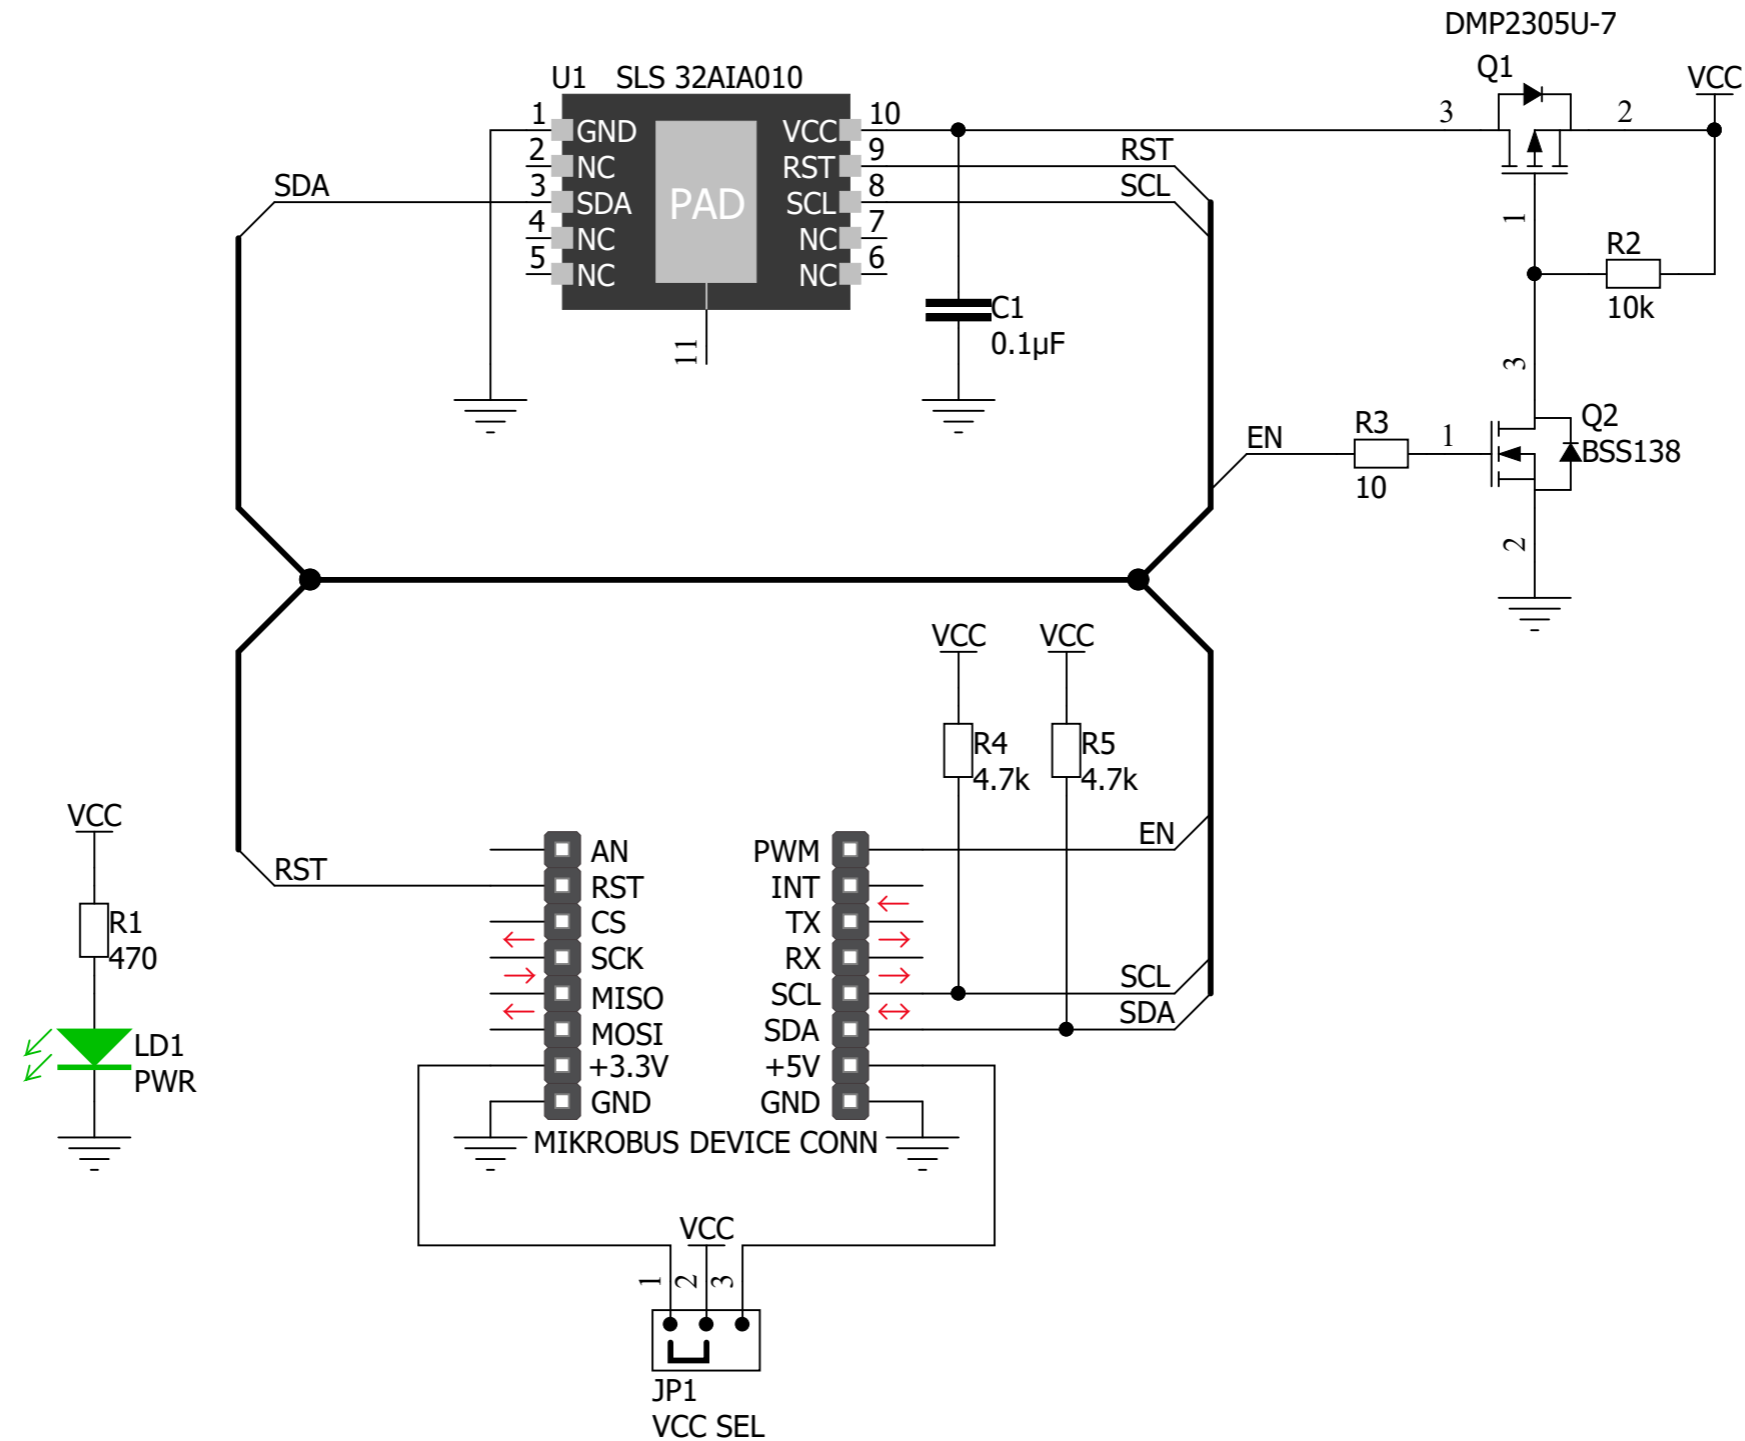 DMP2305U-7
Q1
VCC
3
2
1
R2
10k
3
Q2
BSS138
1
2
EN
R3
10
U1 SLS 32AIA010
1 GND
2 NC
3 SDA
4 NC
5 NC
PAD
11
VCC 10
RST 9
SCL 8
NC 7
NC 6
SDA
RST
SCL
C1
0.1µF
VCC
R4
4.7k
VCC
R5
4.7k
VCC
R1
470
LD1
PWR
RST
AN
RST
CS
SCK
MISO
MOSI
+3.3V
GND
PWM
INT
TX
RX
SCL
SDA
+5V
GND
EN
SCL
SDA
MIKROBUS DEVICE CONN
VCC
1
2
3
JP1
VCC SEL